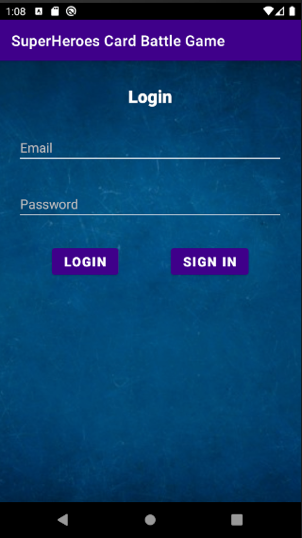 1:08
SuperHeroes Card Battle Game
Login
Email
Password
LOGIN SIGN IN